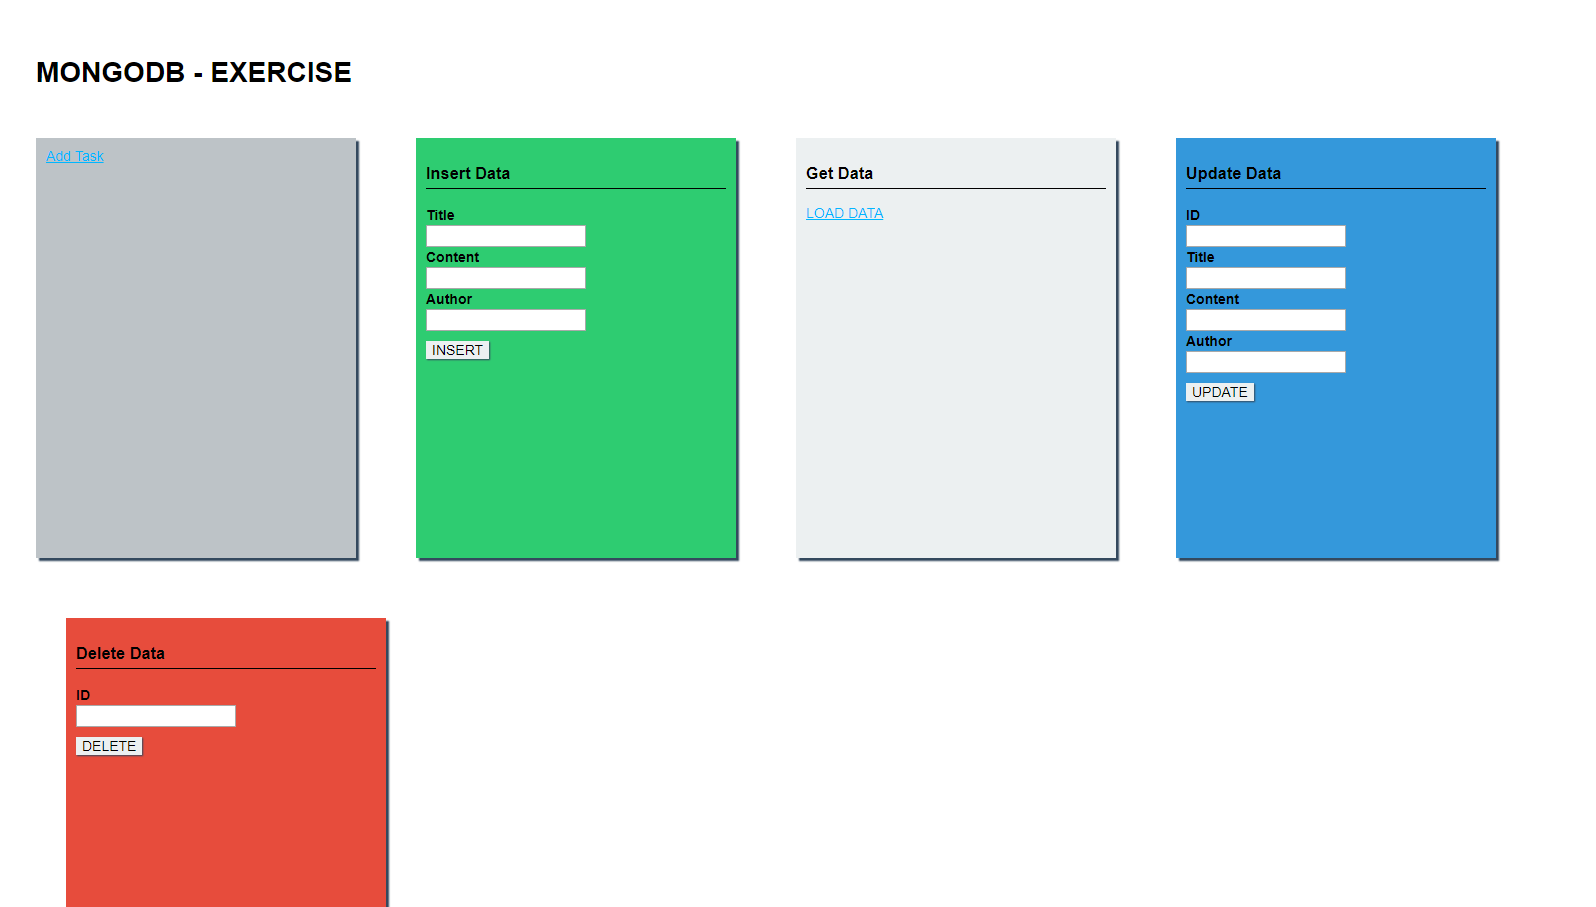 MONGODB - EXERCISE
Add Task
Insert Data
Title
Content
Author
INSERT
Get Data
LOAD DATA
Update Data
ID
Title
Content
Author
UPDATE
Delete Data
ID
DELETE